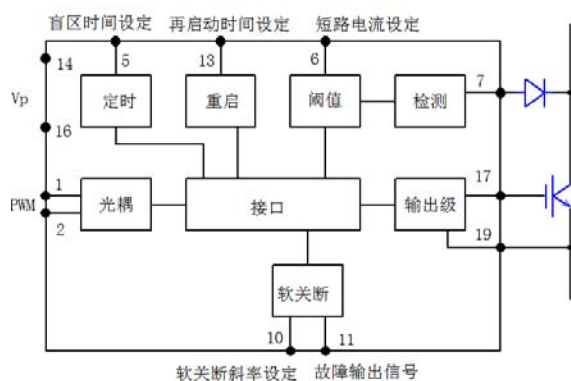 盲区时间设定 再启动时间设定 短路电流设定
14 5 13 6 7
Vp 定时 重启 阈值 检测
16
1 17
PWM 光耦 接口 输出级
2 19
软关断
10 11
软关断斜率设定 故障输出信号